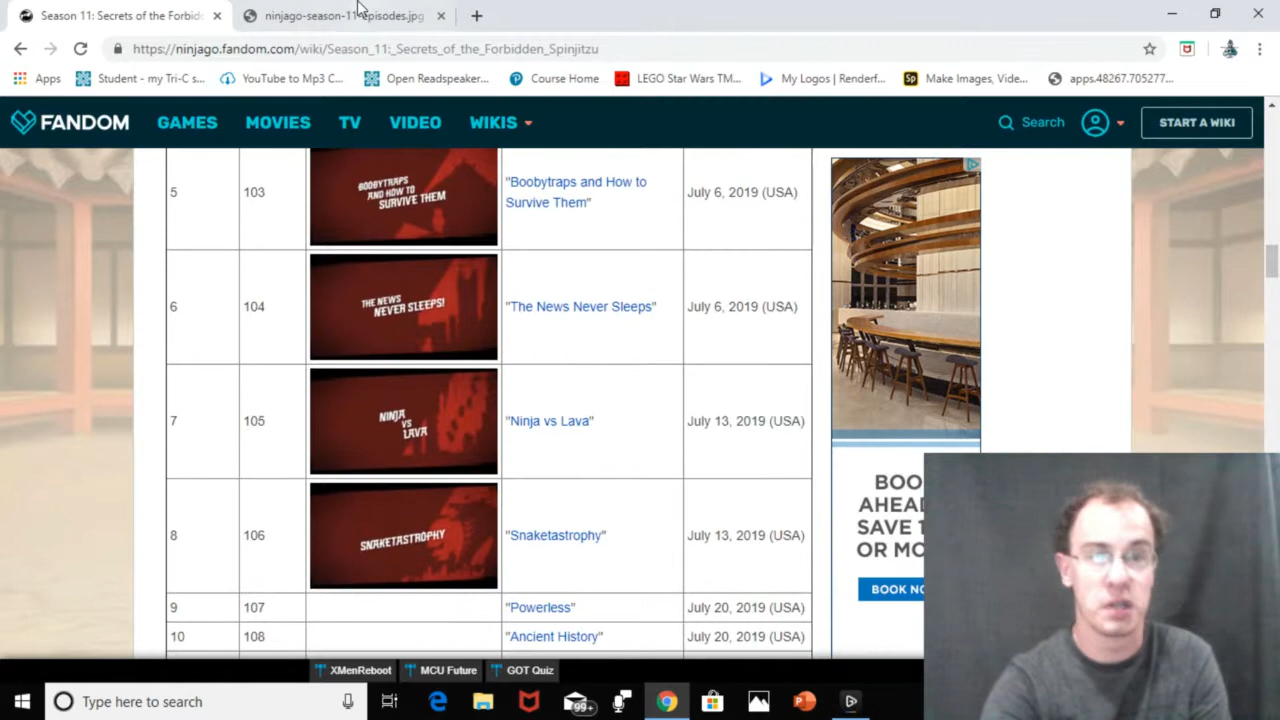 Season 11: Secrets of the Forbid
ninjago-season-11-episodes.jpg
https://ninjago.fandom.com/wiki/Season_11:_Secrets_of_the_Forbidden_Spinjitzu
Apps
Student - my Tri-C s...
YouTube to Mp3 C...
Open Readspeaker...
Course Home
LEGO Star Wars TM...
My Logos | Renderf...
Sp
Make Images, Vide...
apps.48267.705277...
FANDOM
GAMES
MOVIES
TV
VIDEO
WIKIS
Search
START A WIKI
5 103 BOOBYTRAPS AND HOW TO SURVIVE THEM "Boobytraps and How to Survive Them" July 6, 2019 (USA)
6 104 THE NEWS NEVER SLEEPS! "The News Never Sleeps" July 6, 2019 (USA)
7 105 NINJA VS LAVA "Ninja vs Lava" July 13, 2019 (USA)
8 106 SNAKETASTROPHY "Snaketastrophy" July 13, 2019 (USA)
9 107 "Powerless" July 20, 2019 (USA)
10 108 "Ancient History" July 20, 2019 (USA)
BOO
AHEAD
SAVE 1
OR MO
BOOK NO
XMenReboot
MCU Future
GOT Quiz
Type here to search
99+